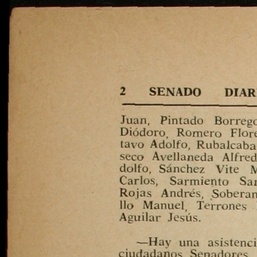 2 SENADO DIAR
Juan, Pintado Borrego
Diódoro, Romero Flore
tavo Adolfo, Rubalcaba
seco Avellaneda Alfred
dolfo, Sánchez Vite M
Carlos, Sarmiento Sar
Rojas Andrés, Soberan
llo Manuel, Terrones
Aguilar Jesús.
—Hay una asistenci
ciudadanos Senadores